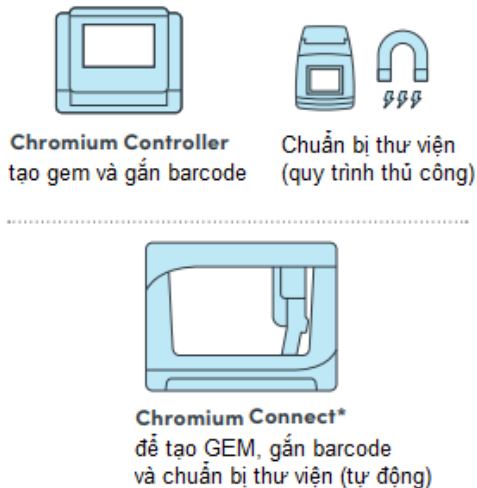 Chromium Controller
tạo gem và gắn barcode
Chuẩn bị thư viện
(quy trình thủ công)
Chromium Connect*
để tạo GEM, gắn barcode
và chuẩn bị thư viện (tự động)